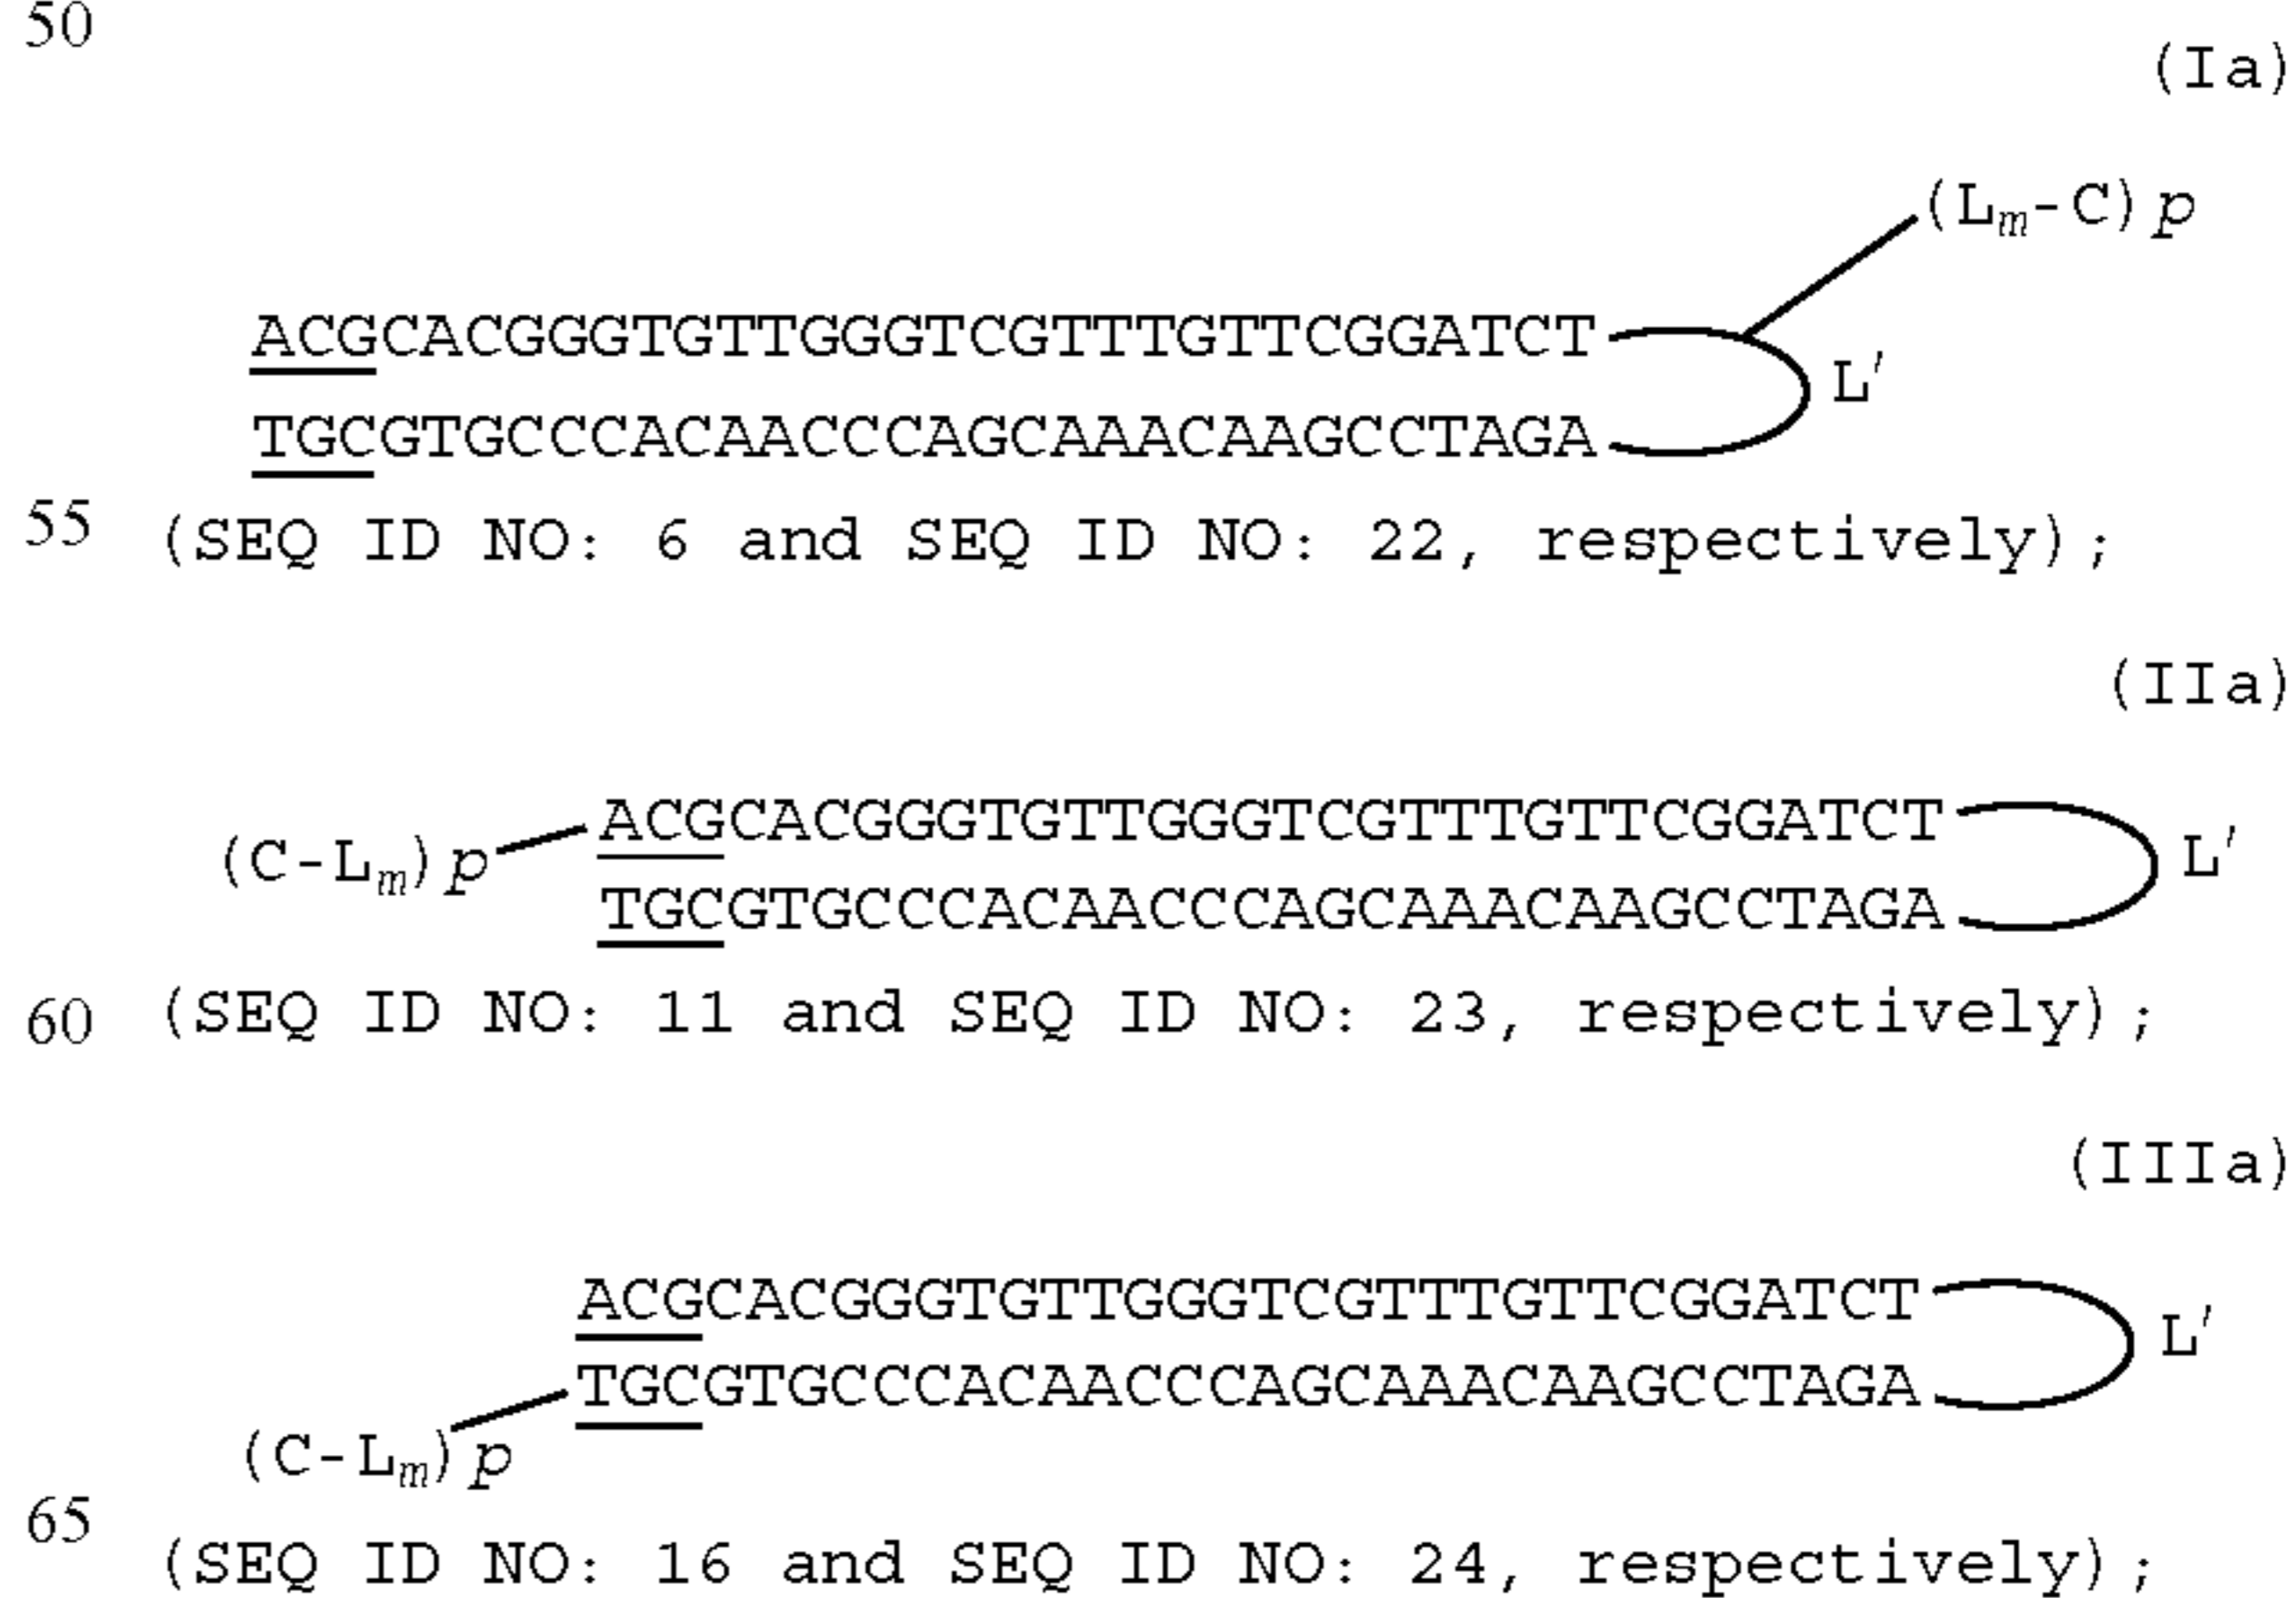 50
(Ia)
(Lm-C)p
ACGCACGGGTGTTGGGTCGTTTGTTCGGATCT
L'
TGCGTGCCCACAACCCAGCAAACAAGCCTAGA
55 (SEQ ID NO: 6 and SEQ ID NO: 22, respectively);
(IIa)
ACGCACGGGTGTTGGGTCGTTTGTTCGGATCT
(C-Lm)p L'
TGCGTGCCCACAACCCAGCAAACAAGCCTAGA
60 (SEQ ID NO: 11 and SEQ ID NO: 23, respectively);
(IIIa)
ACGCACGGGTGTTGGGTCGTTTGTTCGGATCT
L'
TGCGTGCCCACAACCCAGCAAACAAGCCTAGA
(C-Lm)p
65 (SEQ ID NO: 16 and SEQ ID NO: 24, respectively);